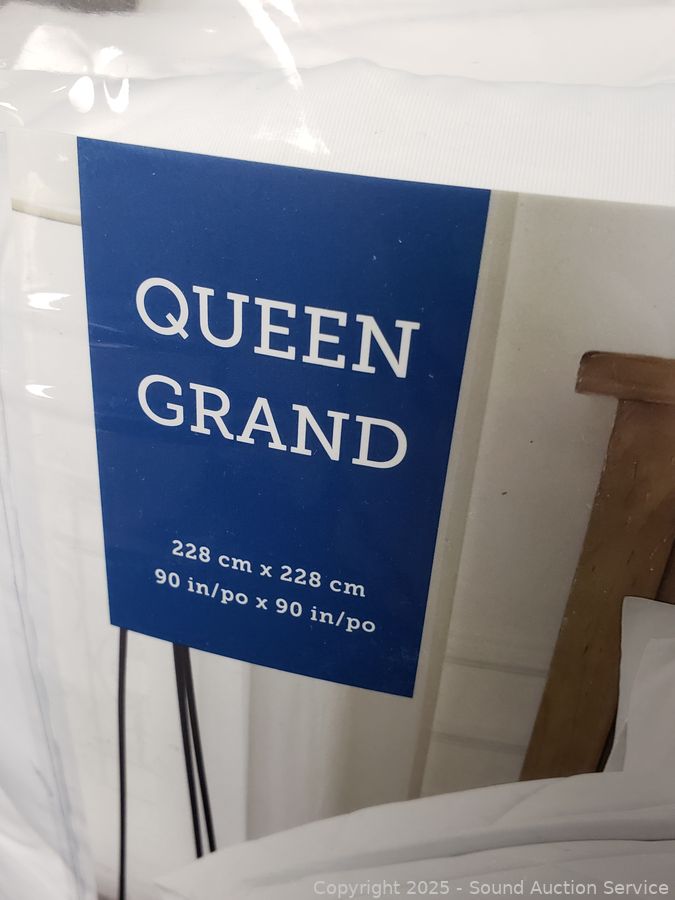 QUEEN
GRAND
228 cm x 228 cm
90 in/po x 90 in/po
Copyright 2025 - Sound Auction Service